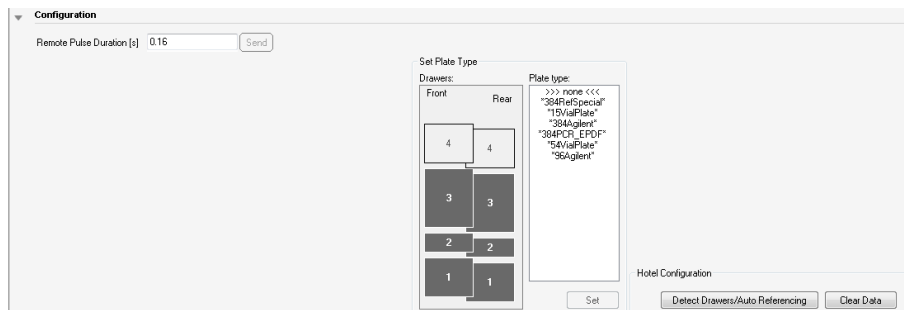 Configuration
Remote Pulse Duration [s] 0.16 Send
Set Plate Type
Drawers:
Front Rear
4 4
3 3
2 2
1 1
Plate type:
>>> none <<<
"384RefSpecial"
"15VialPlate"
"384Agilent"
"384PCR_EPDF"
"54VialPlate"
"96Agilent"
Set
Hotel Configuration
Detect Drawers/Auto Referencing Clear Data